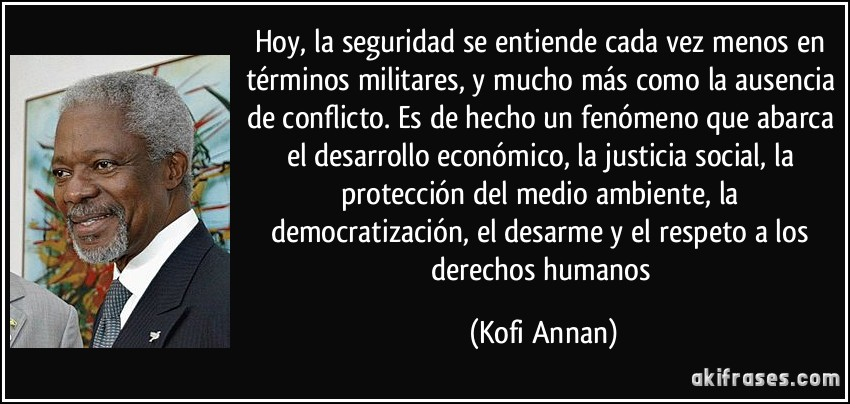 Hoy, la seguridad se entiende cada vez menos en
términos militares, y mucho más como la ausencia
de conflicto. Es de hecho un fenómeno que abarca
el desarrollo económico, la justicia social, la
protección del medio ambiente, la
democratización, el desarme y el respeto a los
derechos humanos
(Kofi Annan)
akifrases.com